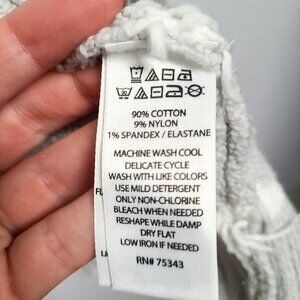 90% COTTON
9% NYLON
1% SPANDEX / ELASTANE
MACHINE WASH COOL
DELICATE CYCLE
WASH WITH LIKE COLORS
USE MILD DETERGENT
ONLY NON-CHLORINE
BLEACH WHEN NEEDED
RESHAPE WHILE DAMP
DRY FLAT
LOW IRON IF NEEDED
RN# 75343